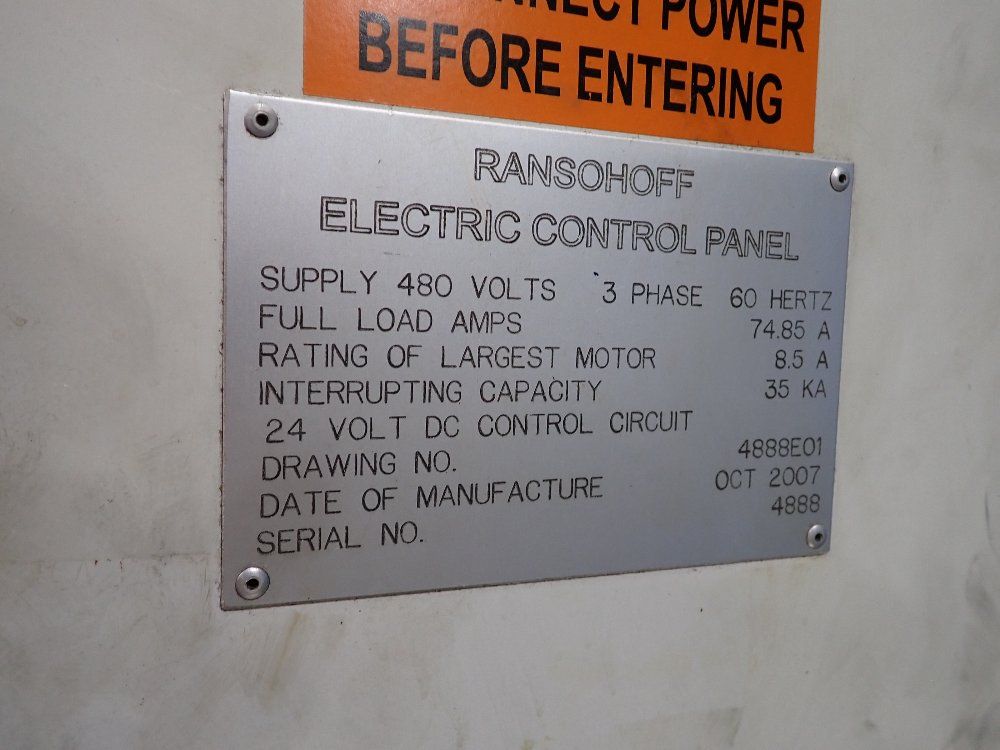 POWER
BEFORE ENTERING
RANSOHOFF
ELECTRIC CONTROL PANEL
SUPPLY 480 VOLTS 3 PHASE 60 HERTZ
FULL LOAD AMPS 74.85 A
RATING OF LARGEST MOTOR 8.5 A
INTERRUPTING CAPACITY 35 KA
24 VOLT DC CONTROL CIRCUIT
DRAWING NO. 4888E01
DATE OF MANUFACTURE OCT 2007
SERIAL NO. 4888